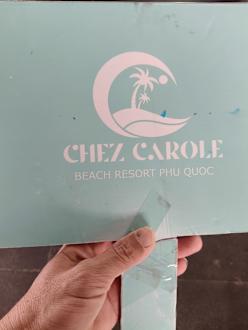 CHEZ CAROLE
BEACH RESORT PHU QUOC